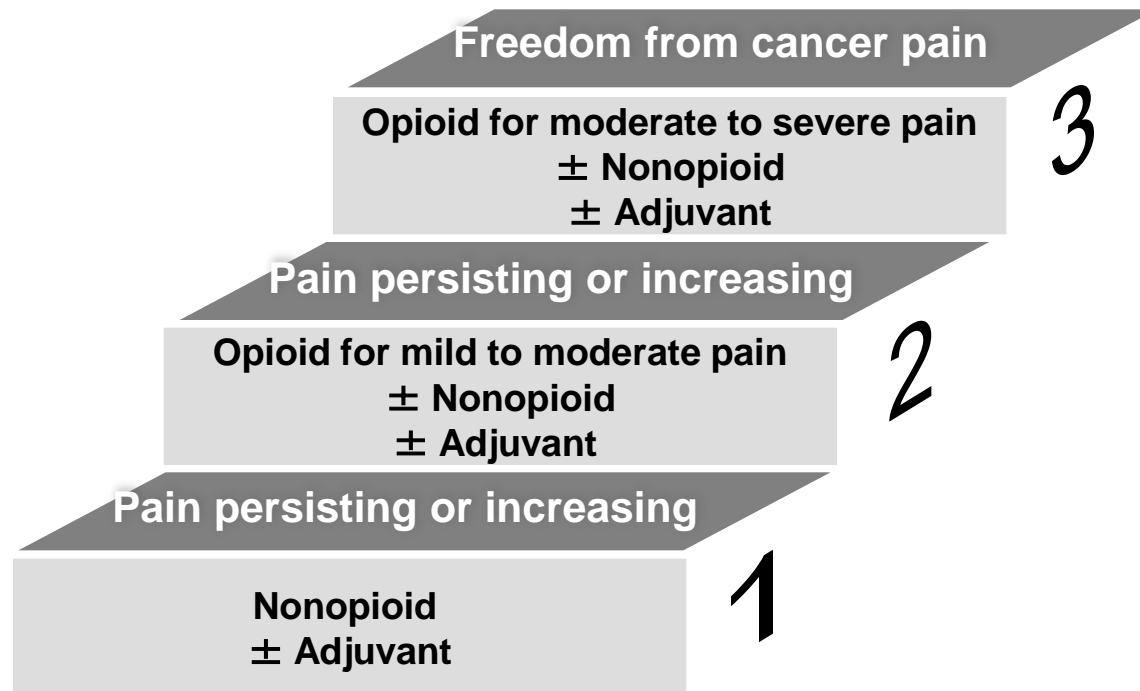 Freedom from cancer pain
Opioid for moderate to severe pain
± Nonopioid
± Adjuvant
3
Pain persisting or increasing
Opioid for mild to moderate pain
± Nonopioid
± Adjuvant
2
Pain persisting or increasing
Nonopioid
± Adjuvant
1